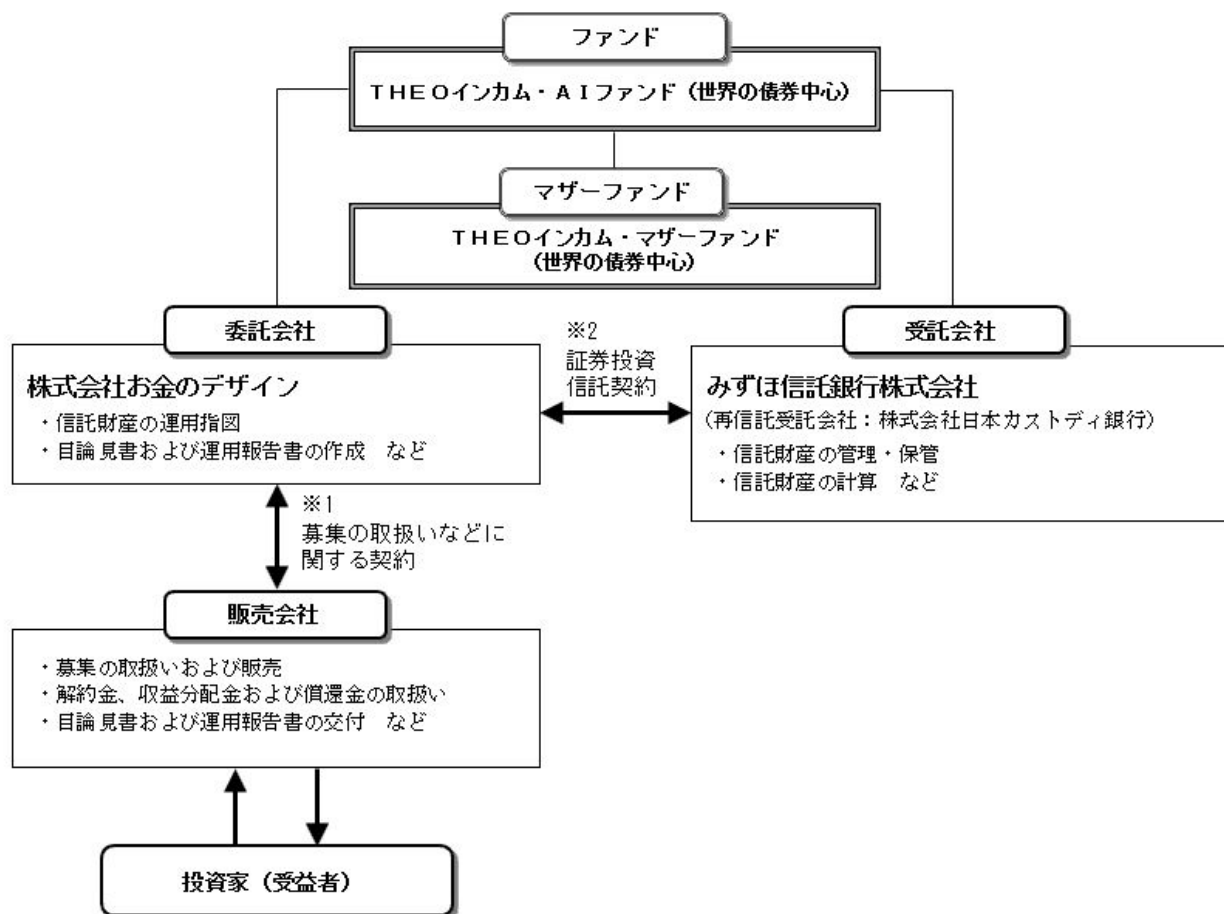 ファンド
THEOインカム・AIファンド（世界の債券中心）
マザーファンド
THEOインカム・マザーファンド
（世界の債券中心）
委託会社
株式会社お金のデザイン
・信託財産の運用指図
・目論見書および運用報告書の作成　など
※2
証券投資
信託契約
受託会社
みずほ信託銀行株式会社
（再信託受託会社：株式会社日本カストディ銀行）
・信託財産の管理・保管
・信託財産の計算　など
※1
募集の取扱いなどに
関する契約
販売会社
・募集の取扱いおよび販売
・解約金、収益分配金および償還金の取扱い
・目論見書および運用報告書の交付　など
投資家（受益者）